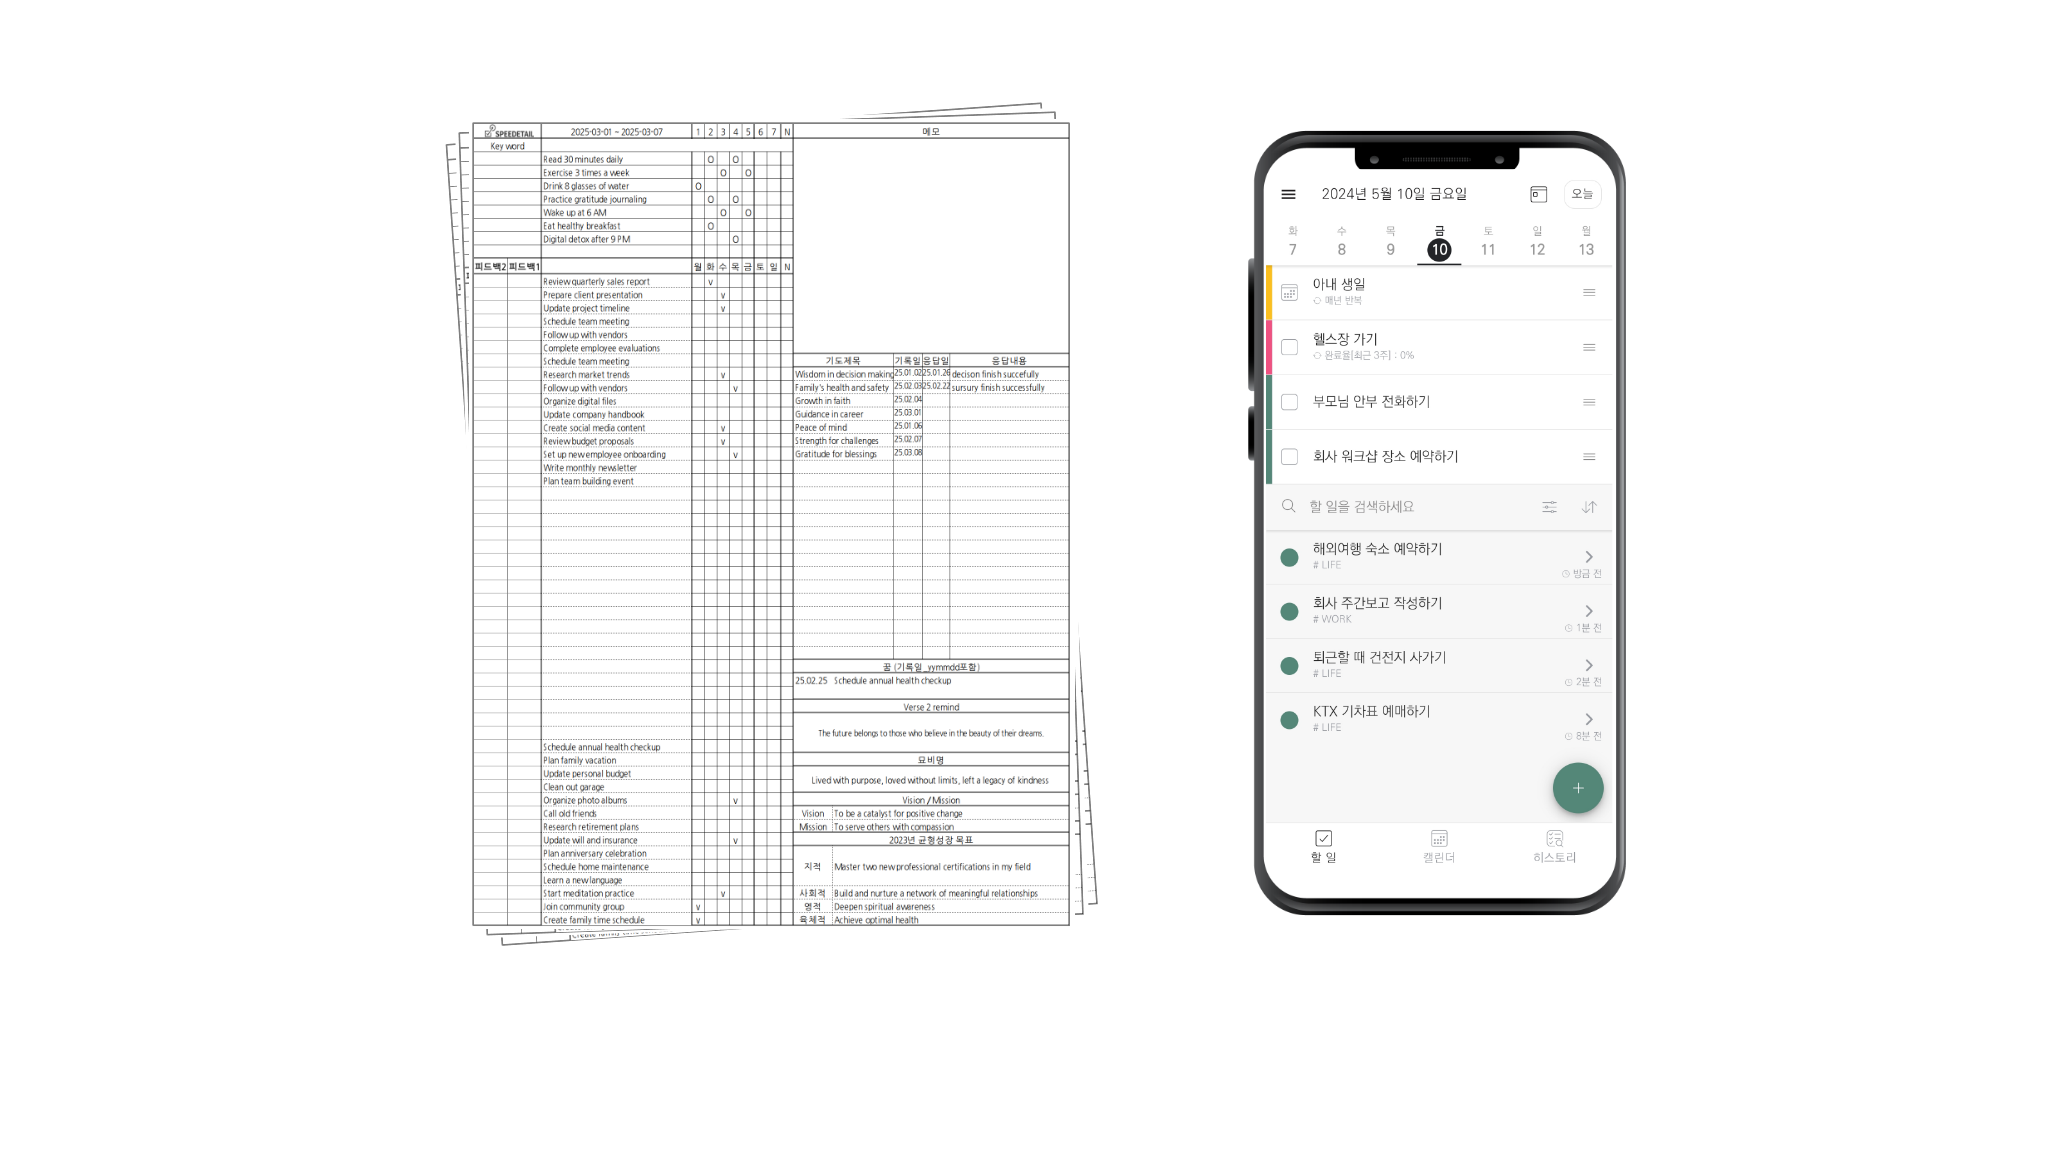 SPEEDETAIL 2025-03-01 ~ 2025-03-07 1 2 3 4 5 6 7 N 메모
Key word
Read 30 minutes daily O O
Exercise 3 times a week O O
Drink 8 glasses of water O
Practice gratitude journaling O O
Wake up at 6 AM O O
Eat healthy breakfast O
Digital detox after 9 PM O
피드백2 피드백1 월 화 수 목 금 토 일 N
Review quarterly sales report v
Prepare client presentation v
Update project timeline v
Schedule team meeting
Follow up with vendors
Complete employee evaluations
Schedule team meeting
Research market trends v
Follow up with vendors v
Organize digital files
Update company handbook
Create social media content v
Review budget proposals v
Set up new employee onboarding v
Write monthly newsletter
Plan team building event
Schedule annual health checkup
Plan family vacation
Update personal budget
Clean out garage
Organize photo albums v
Call old friends
Research retirement plans
Update will and insurance v
Plan anniversary celebration
Schedule home maintenance
Learn a new language
Start meditation practice v
Join community group v
Create family time schedule v
기도제목 기록일 응답일 응답내용
Wisdom in decision making 25.01.02 25.01.26 decison finish succefully
Family's health and safety 25.02.03 25.02.22 sursury finish successfully
Growth in faith 25.02.04
Guidance in career 25.03.01
Peace of mind 25.01.06
Strength for challenges 25.02.07
Gratitude for blessings 25.03.08
꿈 (기록일_yymmdd포함)
25.02.25 Schedule annual health checkup
Verse 2 remind
The future belongs to those who believe in the beauty of their dreams.
묘비명
Lived with purpose, loved without limits, left a legacy of kindness
Vision / Mission
Vision To be a catalyst for positive change
Mission To serve others with compassion
2023년 균형성장 목표
지적 Master two new professional certifications in my field
사회적 Build and nurture a network of meaningful relationships
영적 Deepen spiritual awareness
육체적 Achieve optimal health
2024년 5월 10일 금요일 오늘
화 수 목 금 토 일 월
7 8 9 10 11 12 13
아내 생일
매년 반복
헬스장 가기
완료율[최근 3주] : 0%
부모님 안부 전화하기
회사 워크샵 장소 예약하기
할 일을 검색하세요
해외여행 숙소 예약하기
# LIFE
방금 전
회사 주간보고 작성하기
# WORK
1분 전
퇴근할 때 건전지 사가기
# LIFE
2분 전
KTX 기차표 예매하기
# LIFE
8분 전
+
할 일 캘린더 히스토리